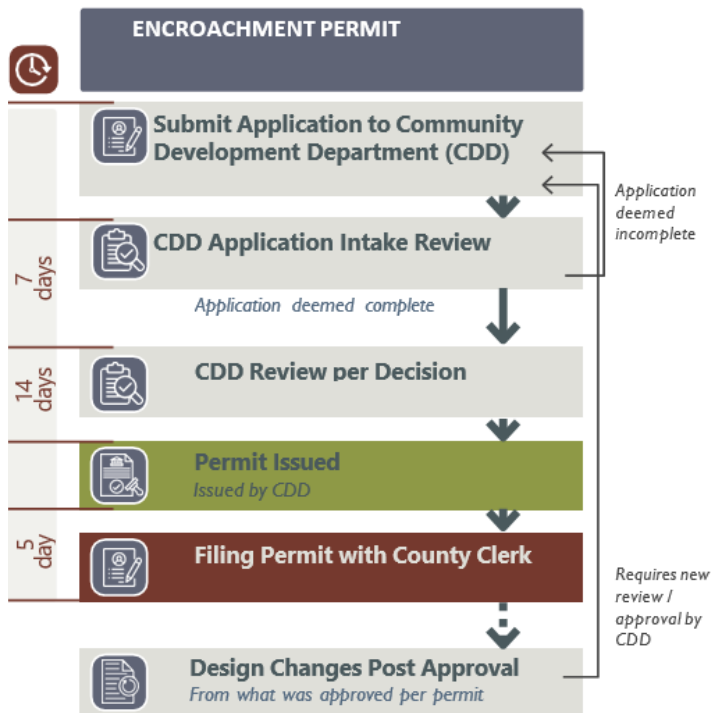 ENCROACHMENT PERMIT
Submit Application to Community
Development Department (CDD)
Application
deemed
incomplete
CDD Application Intake Review
7
days
Application deemed complete
14
days
CDD Review per Decision
Permit Issued
Issued by CDD
5
day
Filing Permit with County Clerk
Requires new
review /
approval by
CDD
Design Changes Post Approval
From what was approved per permit